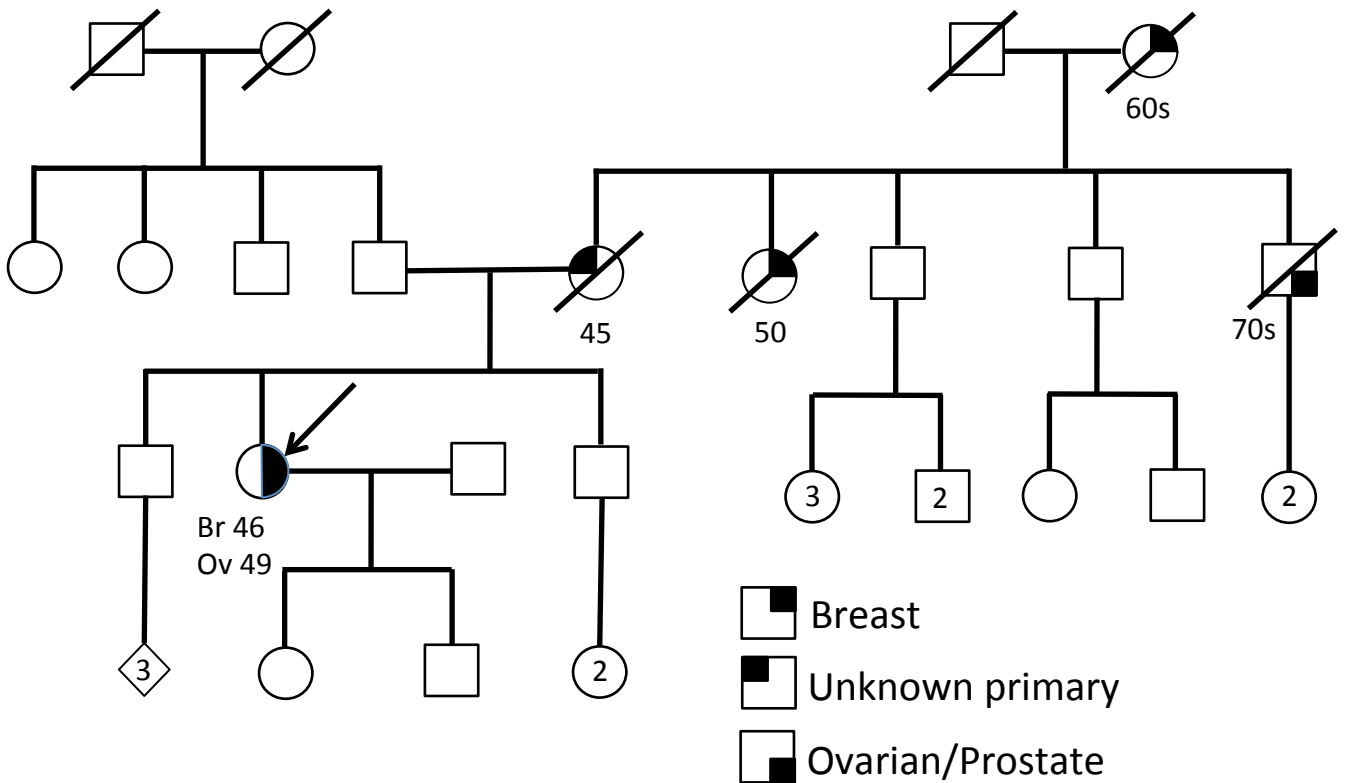 60s
45
50
70s
Br 46
Ov 49
3
2
2
3
2
Breast
Unknown primary
Ovarian/Prostate